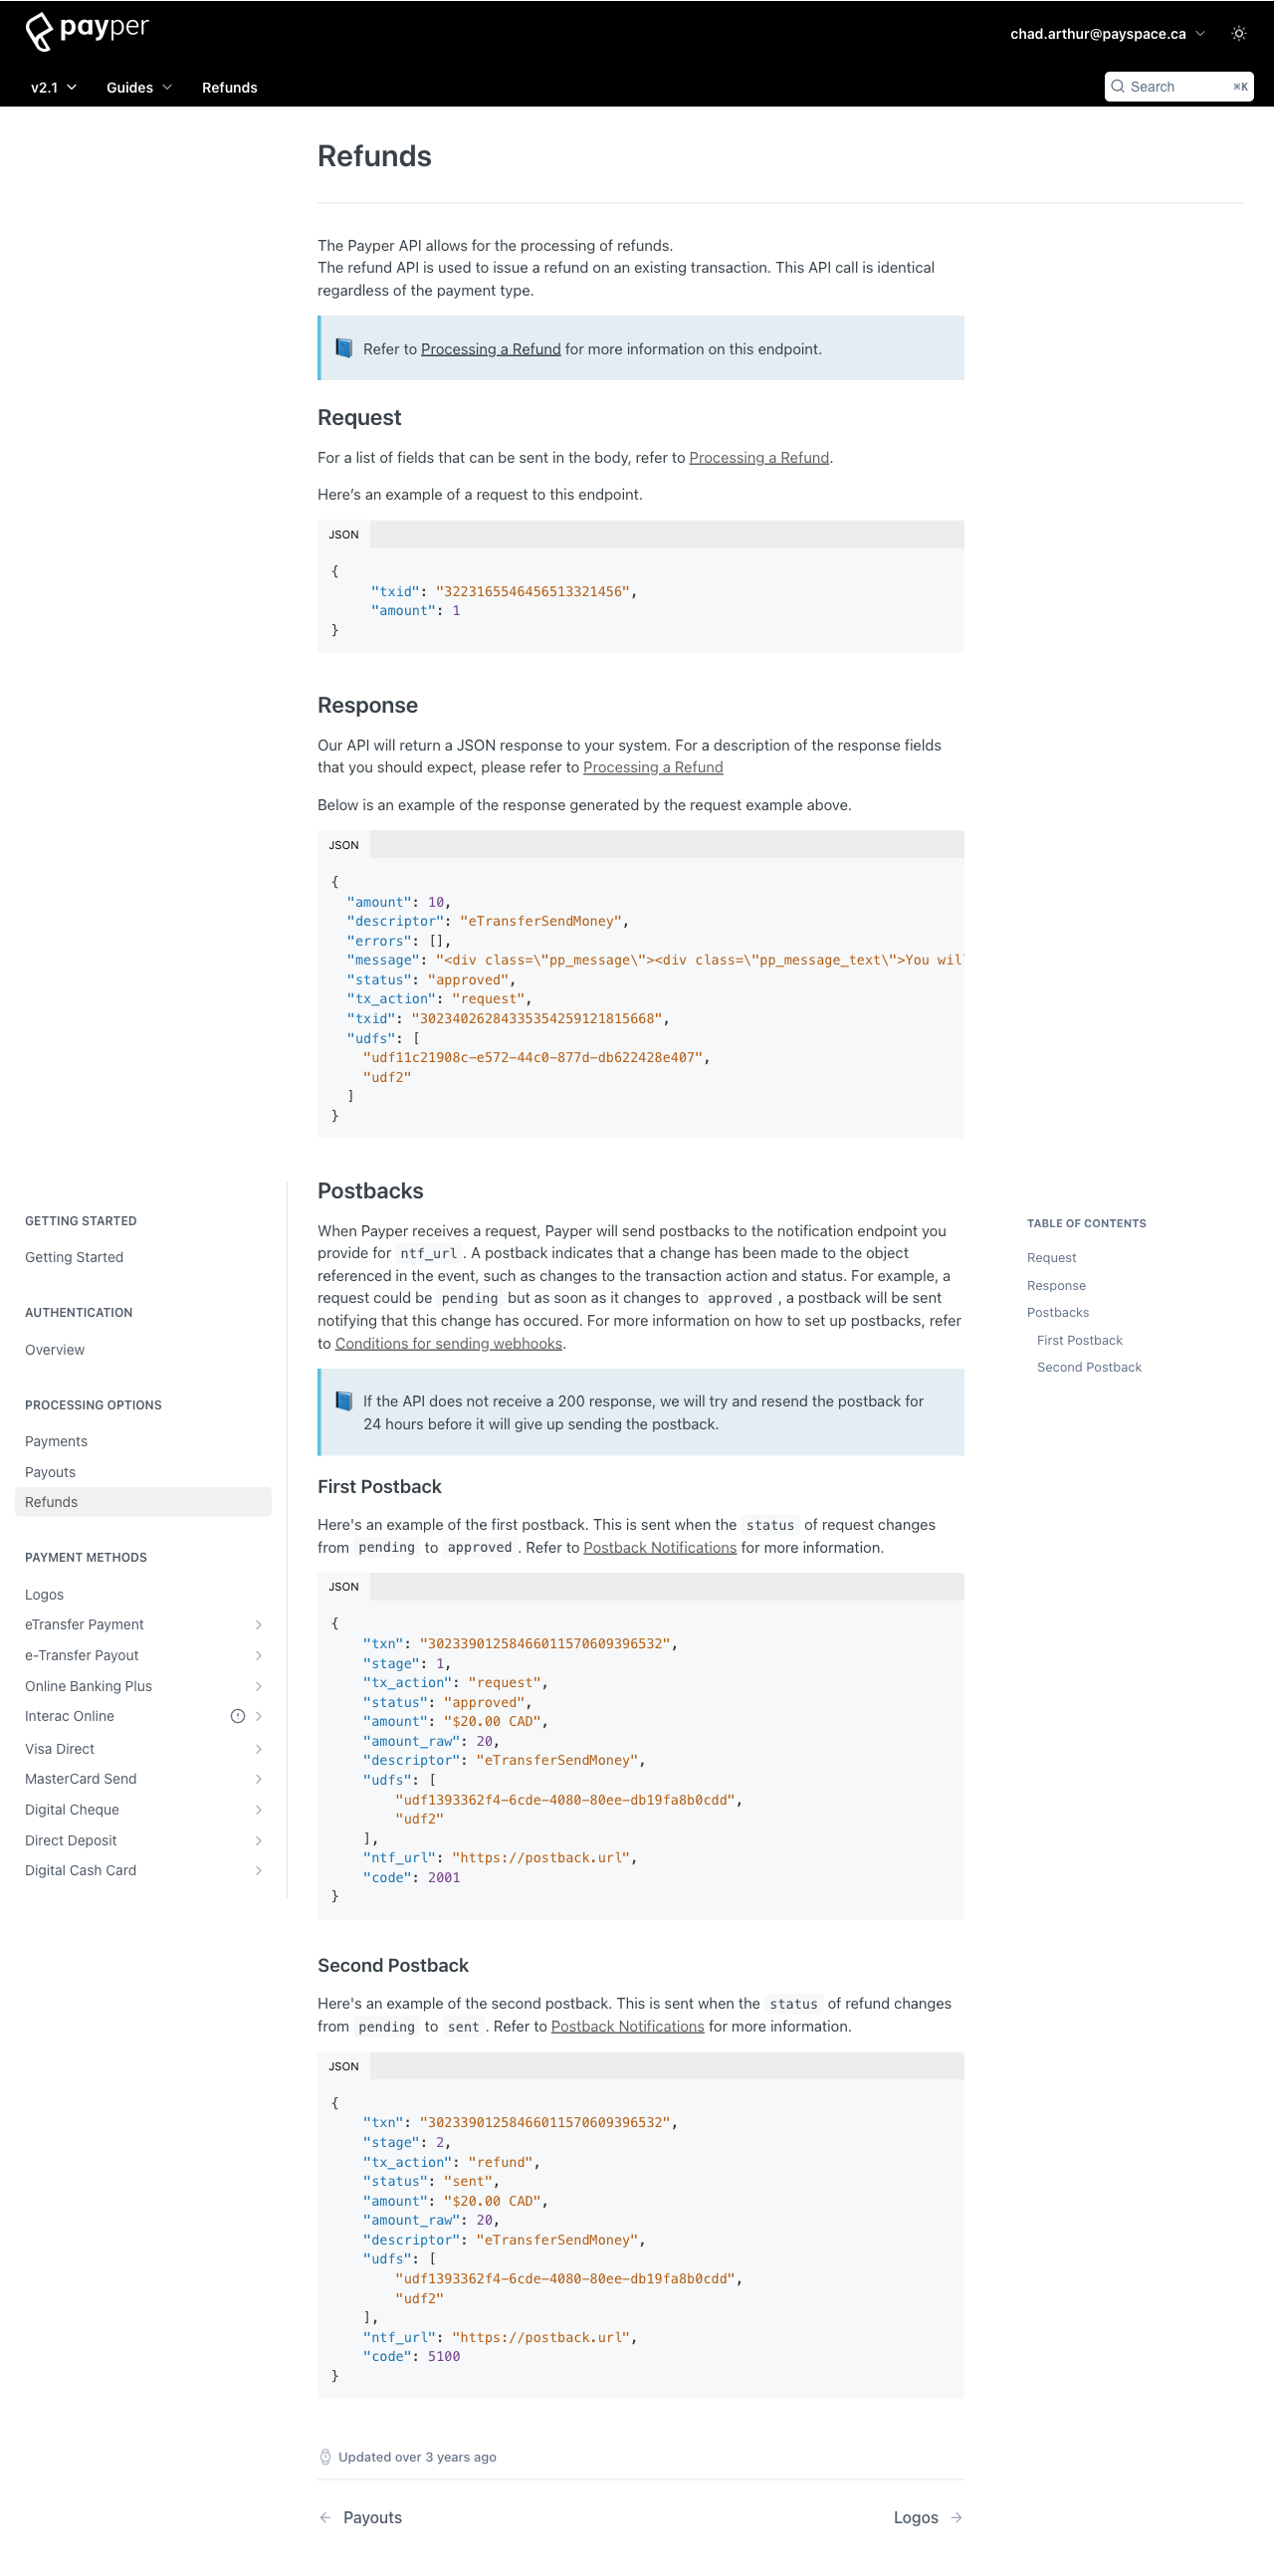 payper
chad.arthur@payspace.ca
v2.1 Guides Refunds
Search ⌘K
Refunds
The Payper API allows for the processing of refunds.
The refund API is used to issue a refund on an existing transaction. This API call is identical
regardless of the payment type.
Refer to Processing a Refund for more information on this endpoint.
Request
For a list of fields that can be sent in the body, refer to Processing a Refund.
Here’s an example of a request to this endpoint.
JSON
{
"txid": "3223165546456513321456",
"amount": 1
}
Response
Our API will return a JSON response to your system. For a description of the response fields
that you should expect, please refer to Processing a Refund
Below is an example of the response generated by the request example above.
JSON
{
"amount": 10,
"descriptor": "eTransferSendMoney",
"errors": [],
"message": "<div class=\"pp_message\"><div class=\"pp_message_text\">You wil
"status": "approved",
"tx_action": "request",
"txid": "30234026284335354259121815668",
"udfs": [
"udf11c21908c-e572-44c0-877d-db622428e407",
"udf2"
]
}
GETTING STARTED
Getting Started
AUTHENTICATION
Overview
PROCESSING OPTIONS
Payments
Payouts
Refunds
PAYMENT METHODS
Logos
eTransfer Payment
e-Transfer Payout
Online Banking Plus
Interac Online
Visa Direct
MasterCard Send
Digital Cheque
Direct Deposit
Digital Cash Card
Postbacks
When Payper receives a request, Payper will send postbacks to the notification endpoint you
provide for ntf_url. A postback indicates that a change has been made to the object
referenced in the event, such as changes to the transaction action and status. For example, a
request could be pending but as soon as it changes to approved, a postback will be sent
notifying that this change has occured. For more information on how to set up postbacks, refer
to Conditions for sending webhooks.
If the API does not receive a 200 response, we will try and resend the postback for
24 hours before it will give up sending the postback.
First Postback
Here's an example of the first postback. This is sent when the status of request changes
from pending to approved. Refer to Postback Notifications for more information.
JSON
{
"txn": "30233901258466011570609396532",
"stage": 1,
"tx_action": "request",
"status": "approved",
"amount": "$20.00 CAD",
"amount_raw": 20,
"descriptor": "eTransferSendMoney",
"udfs": [
"udf1393362f4-6cde-4080-80ee-db19fa8b0cdd",
"udf2"
],
"ntf_url": "https://postback.url",
"code": 2001
}
Second Postback
Here's an example of the second postback. This is sent when the status of refund changes
from pending to sent. Refer to Postback Notifications for more information.
JSON
{
"txn": "30233901258466011570609396532",
"stage": 2,
"tx_action": "refund",
"status": "sent",
"amount": "$20.00 CAD",
"amount_raw": 20,
"descriptor": "eTransferSendMoney",
"udfs": [
"udf1393362f4-6cde-4080-80ee-db19fa8b0cdd",
"udf2"
],
"ntf_url": "https://postback.url",
"code": 5100
}
Updated over 3 years ago
← Payouts
Logos →
TABLE OF CONTENTS
Request
Response
Postbacks
First Postback
Second Postback